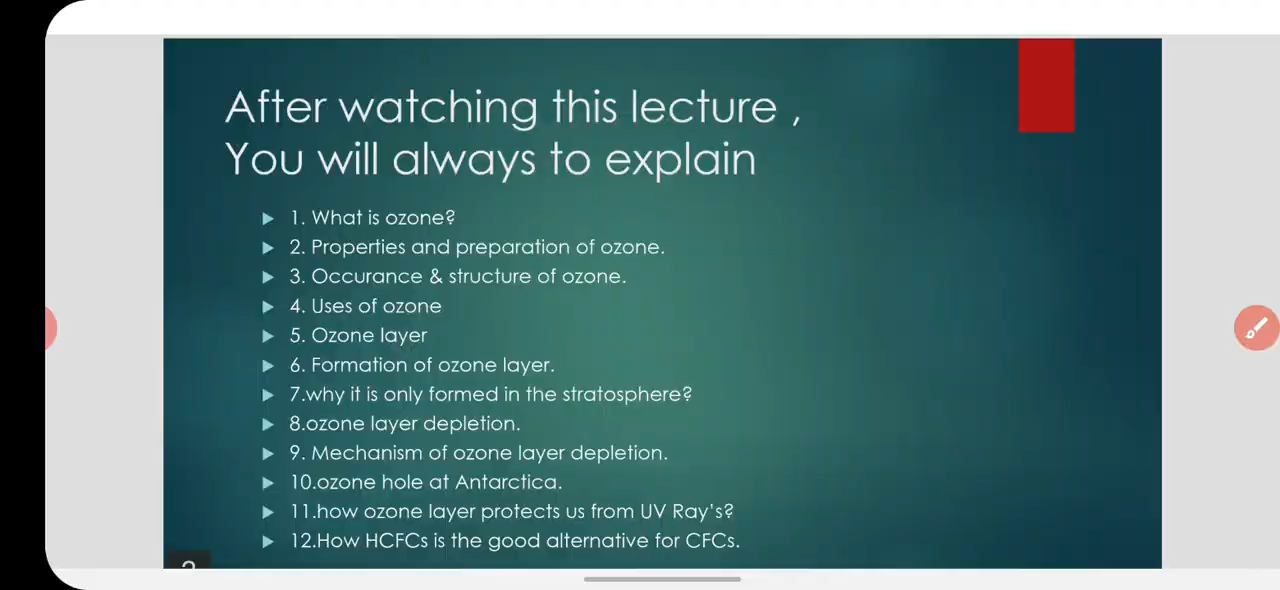 After watching this lecture ,
You will always to explain
1. What is ozone?
2. Properties and preparation of ozone.
3. Occurance & structure of ozone.
4. Uses of ozone
5. Ozone layer
6. Formation of ozone layer.
7.why it is only formed in the stratosphere?
8.ozone layer depletion.
9. Mechanism of ozone layer depletion.
10.ozone hole at Antarctica.
11.how ozone layer protects us from UV Ray's?
12.How HCFCs is the good alternative for CFCs.